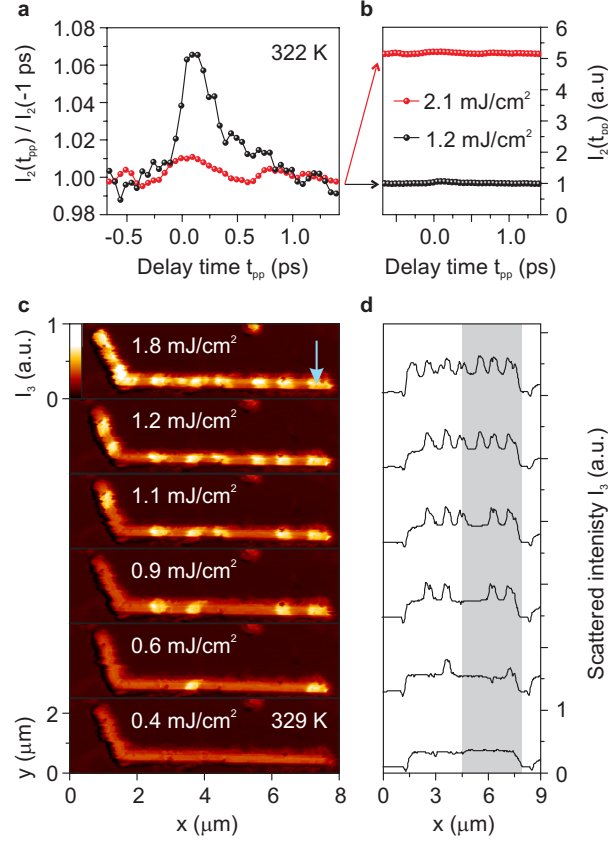 a
I₂(tₚₚ) / I₂(-1 ps)
1.08
1.06
1.04
1.02
1.00
0.98
322 K
-0.5
0.0
0.5
1.0
Delay time tₚₚ (ps)
b
2.1 mJ/cm²
1.2 mJ/cm²
6
5
4
3
2
1
0
I₂(tₚₚ) (a.u)
0.0
1.0
Delay time tₚₚ (ps)
c
I₃ (a.u.)
1
0
1.8 mJ/cm²
1.2 mJ/cm²
1.1 mJ/cm²
0.9 mJ/cm²
0.6 mJ/cm²
0.4 mJ/cm²
329 K
y (μm)
2
0
0
2
4
6
8
x (μm)
d
Scattered intenisty I₃ (a.u.)
1
0
0
3
6
9
x (μm)